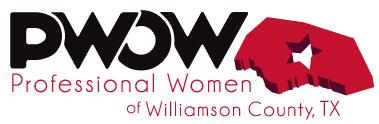 PWOW
Professional Women
of Williamson County, TX